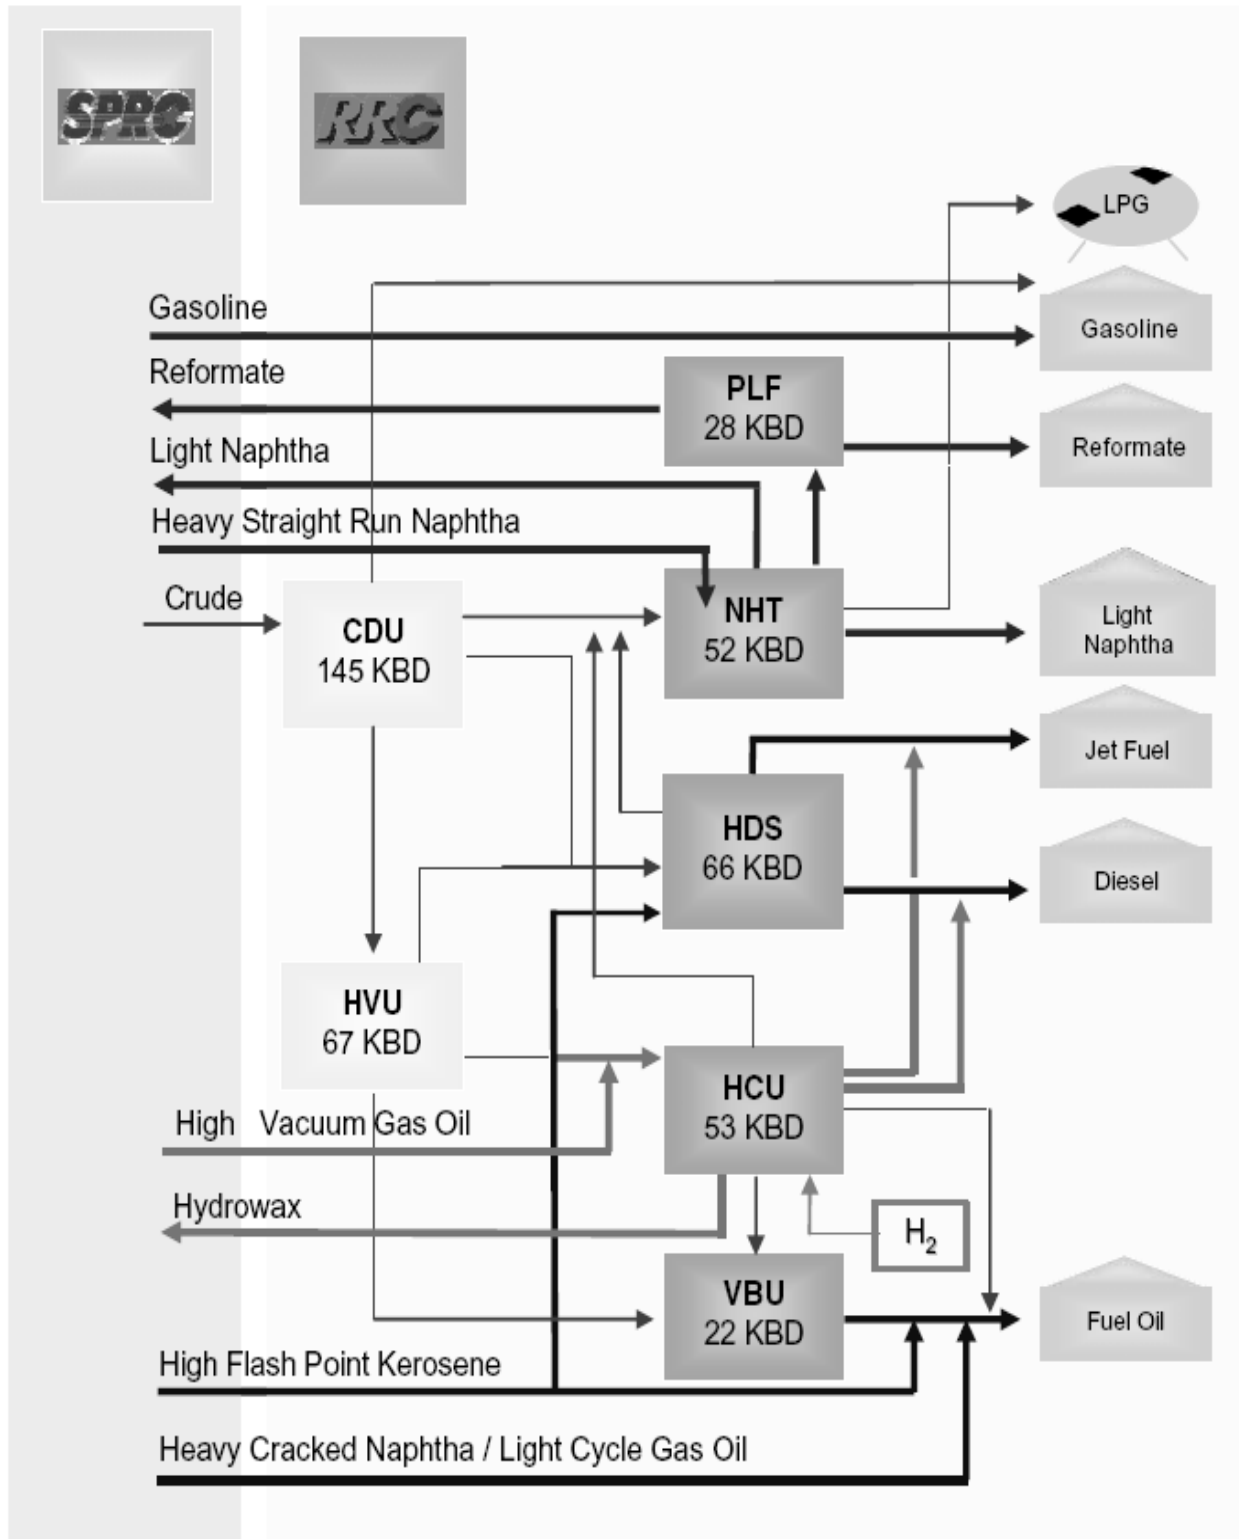 SPRC
RRC
LPG
Gasoline
Gasoline
Reformate
PLF
28 KBD
Reformate
Light Naphtha
Heavy Straight Run Naphtha
Crude
CDU
145 KBD
NHT
52 KBD
Light
Naphtha
Jet Fuel
HDS
66 KBD
Diesel
HVU
67 KBD
HCU
53 KBD
High Vacuum Gas Oil
Hydrowax
H₂
VBU
22 KBD
Fuel Oil
High Flash Point Kerosene
Heavy Cracked Naphtha / Light Cycle Gas Oil